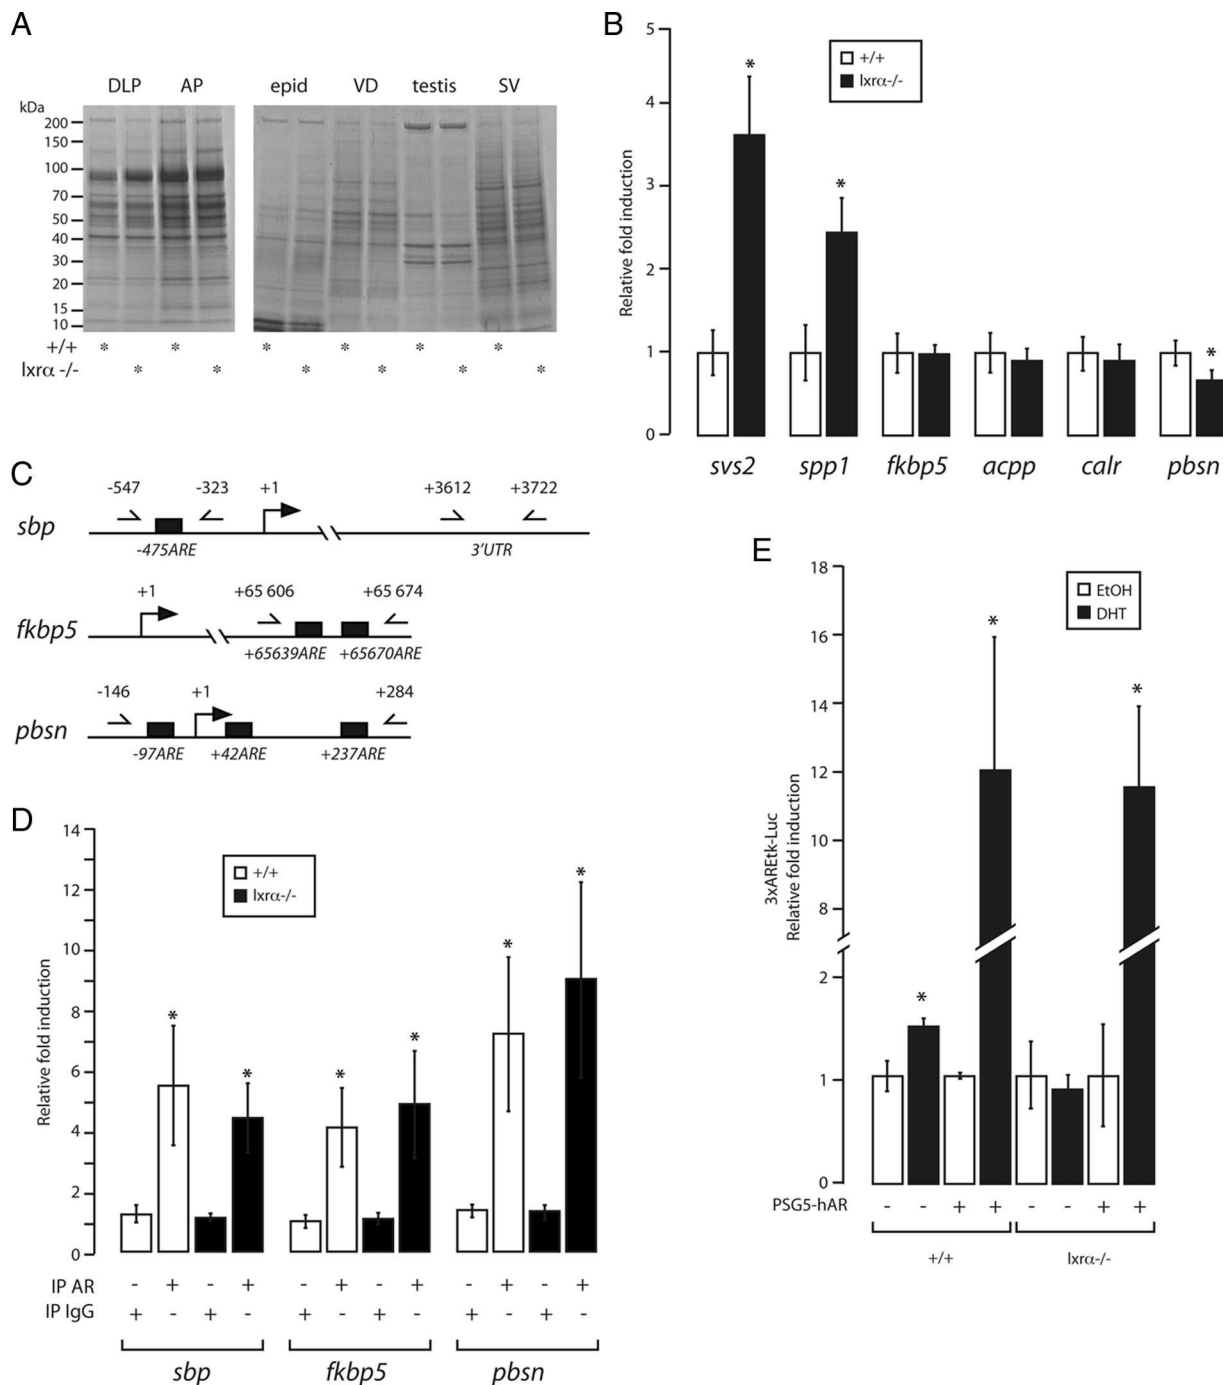 A
DLP AP epid VD testis SV
kDa
200
150
100
70
50
40
30
20
15
10
+/+ * * * * * *
lxrα -/- * * * * * *
B
5
4
3
2
1
0
Relative fold induction
+/+
lxrα-/-
* * *
svs2 spp1 fkbp5 acpp calr pbsn
C
-547 -323 +1 +3612 +3722
sbp
-475ARE 3'UTR
+1 +65 606 +65 674
fkbp5
+65639ARE +65670ARE
-146 +1 +284
pbsn
-97ARE +42ARE +237ARE
D
14
12
10
8
6
4
2
0
Relative fold induction
+/+
lxrα-/-
* * * * * *
IP AR - + - + - + - + - + - +
IP IgG + - + - + - + - + - + -
sbp fkbp5 pbsn
E
18
16
14
12
10
8
2
1
0
3xAREtk-Luc
Relative fold induction
EtOH
DHT
* * *
PSG5-hAR - - + + - - + +
+/+ lxrα-/-